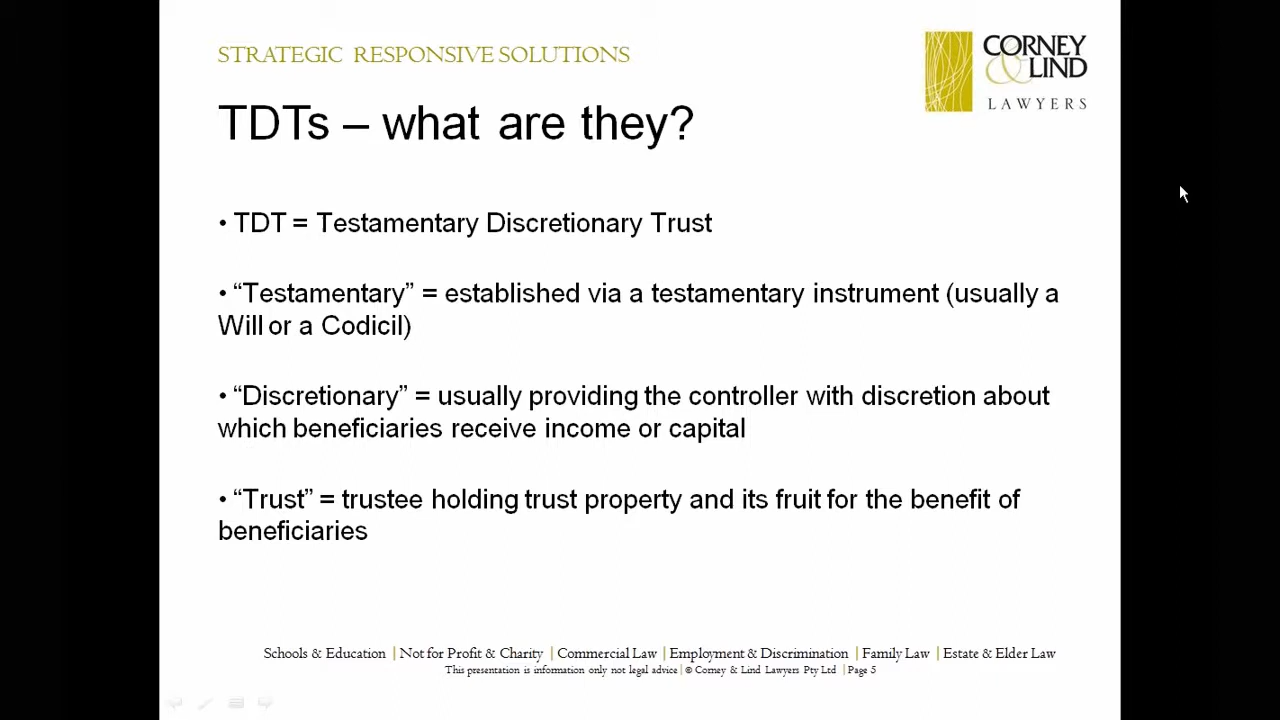 STRATEGIC RESPONSIVE SOLUTIONS
CORNEY
& LIND
LAWYERS
TDTs – what are they?
• TDT = Testamentary Discretionary Trust
• “Testamentary” = established via a testamentary instrument (usually a
Will or a Codicil)
• “Discretionary” = usually providing the controller with discretion about
which beneficiaries receive income or capital
• “Trust” = trustee holding trust property and its fruit for the benefit of
beneficiaries
Schools & Education | Not for Profit & Charity | Commercial Law | Employment & Discrimination | Family Law | Estate & Elder Law
This presentation is information only not legal advice | © Corney & Lind Lawyers Pty Ltd | Page 5